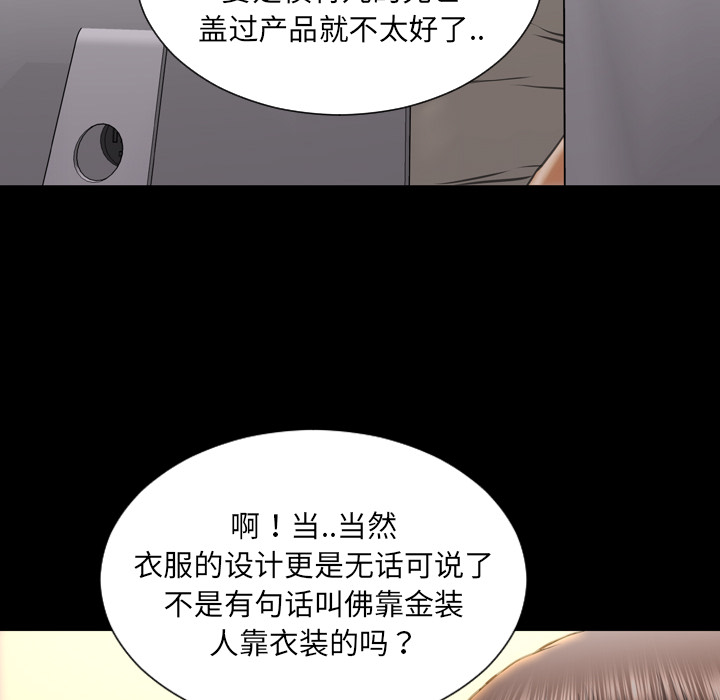 盖过产品就不太好了..
啊！当..当然
衣服的设计更是无话可说了
不是有句话叫佛靠金装
人靠衣装的吗？